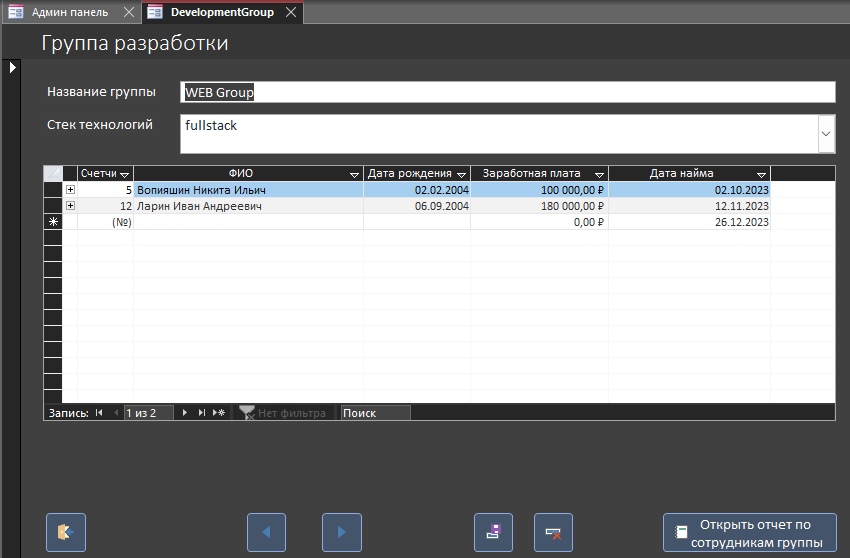 Админ панель DevelopmentGroup
Группа разработки
Название группы WEB Group
Стек технологий fullstack
Счетчи ФИО Дата рождения Заработная плата Дата найма
5 Вопияшин Никита Ильич 02.02.2004 100 000,00 ₽ 02.10.2023
12 Ларин Иван Андреевич 06.09.2004 180 000,00 ₽ 12.11.2023
(№) 0,00 ₽ 26.12.2023
Запись: 1 из 2 Нет фильтра Поиск
Открыть отчет по
сотрудникам группы